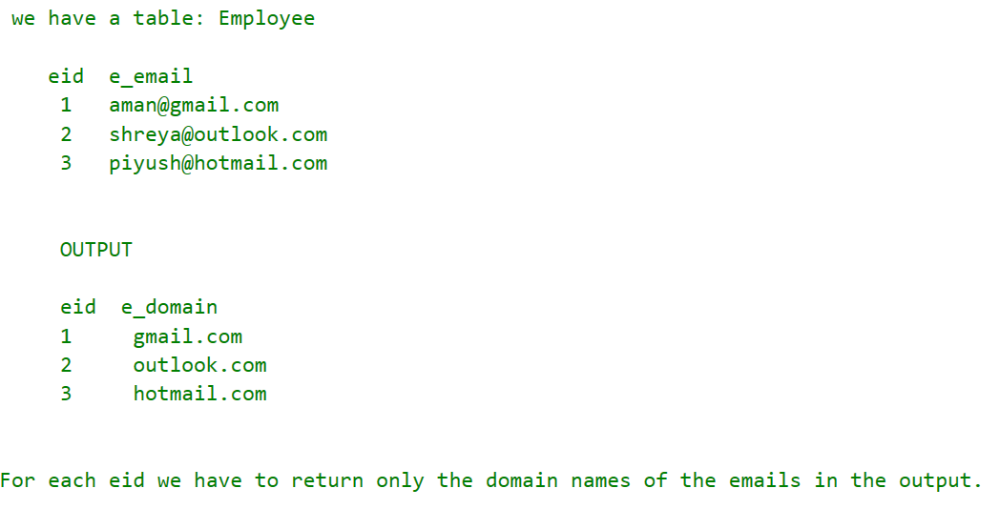 we have a table: Employee
eid e_email
1 aman@gmail.com
2 shreya@outlook.com
3 piyush@hotmail.com
OUTPUT
eid e_domain
1 gmail.com
2 outlook.com
3 hotmail.com
For each eid we have to return only the domain names of the emails in the output.